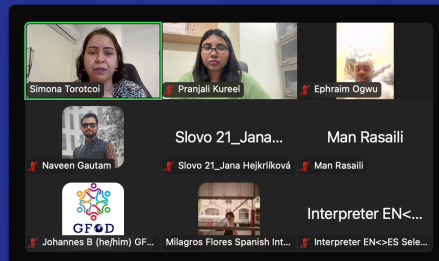 Simona Torotcoi
Pranjali Kureel
Ephraim Ogwu
Naveen Gautam
Slovo 21_Jana...
Slovo 21_Jana Hejkrlíková
Man Rasaili
Man Rasaili
GFOD
Johannes B (he/him) GF...
Milagros Flores Spanish Int...
Interpreter EN<...
Interpreter EN<>ES Sele...